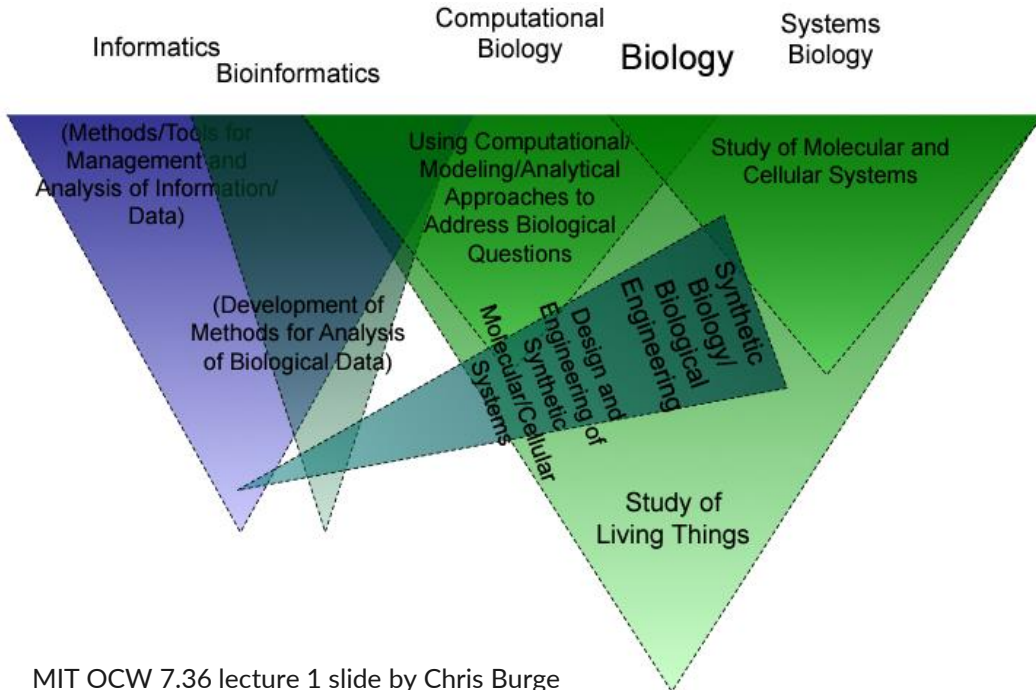 Informatics
Bioinformatics
Computational
Biology
Biology
Systems
Biology
(Methods/Tools for
Management and
Analysis of Information/
Data)
(Development of
Methods for Analysis
of Biological Data)
Using Computational/
Modeling/Analytical
Approaches to
Address Biological
Questions
Study of Molecular and
Cellular Systems
Synthetic
Biology/
Biological
Engineering
Design and
Engineering of
Synthetic
Molecular/Cellular
Systems
Study of
Living Things
MIT OCW 7.36 lecture 1 slide by Chris Burge